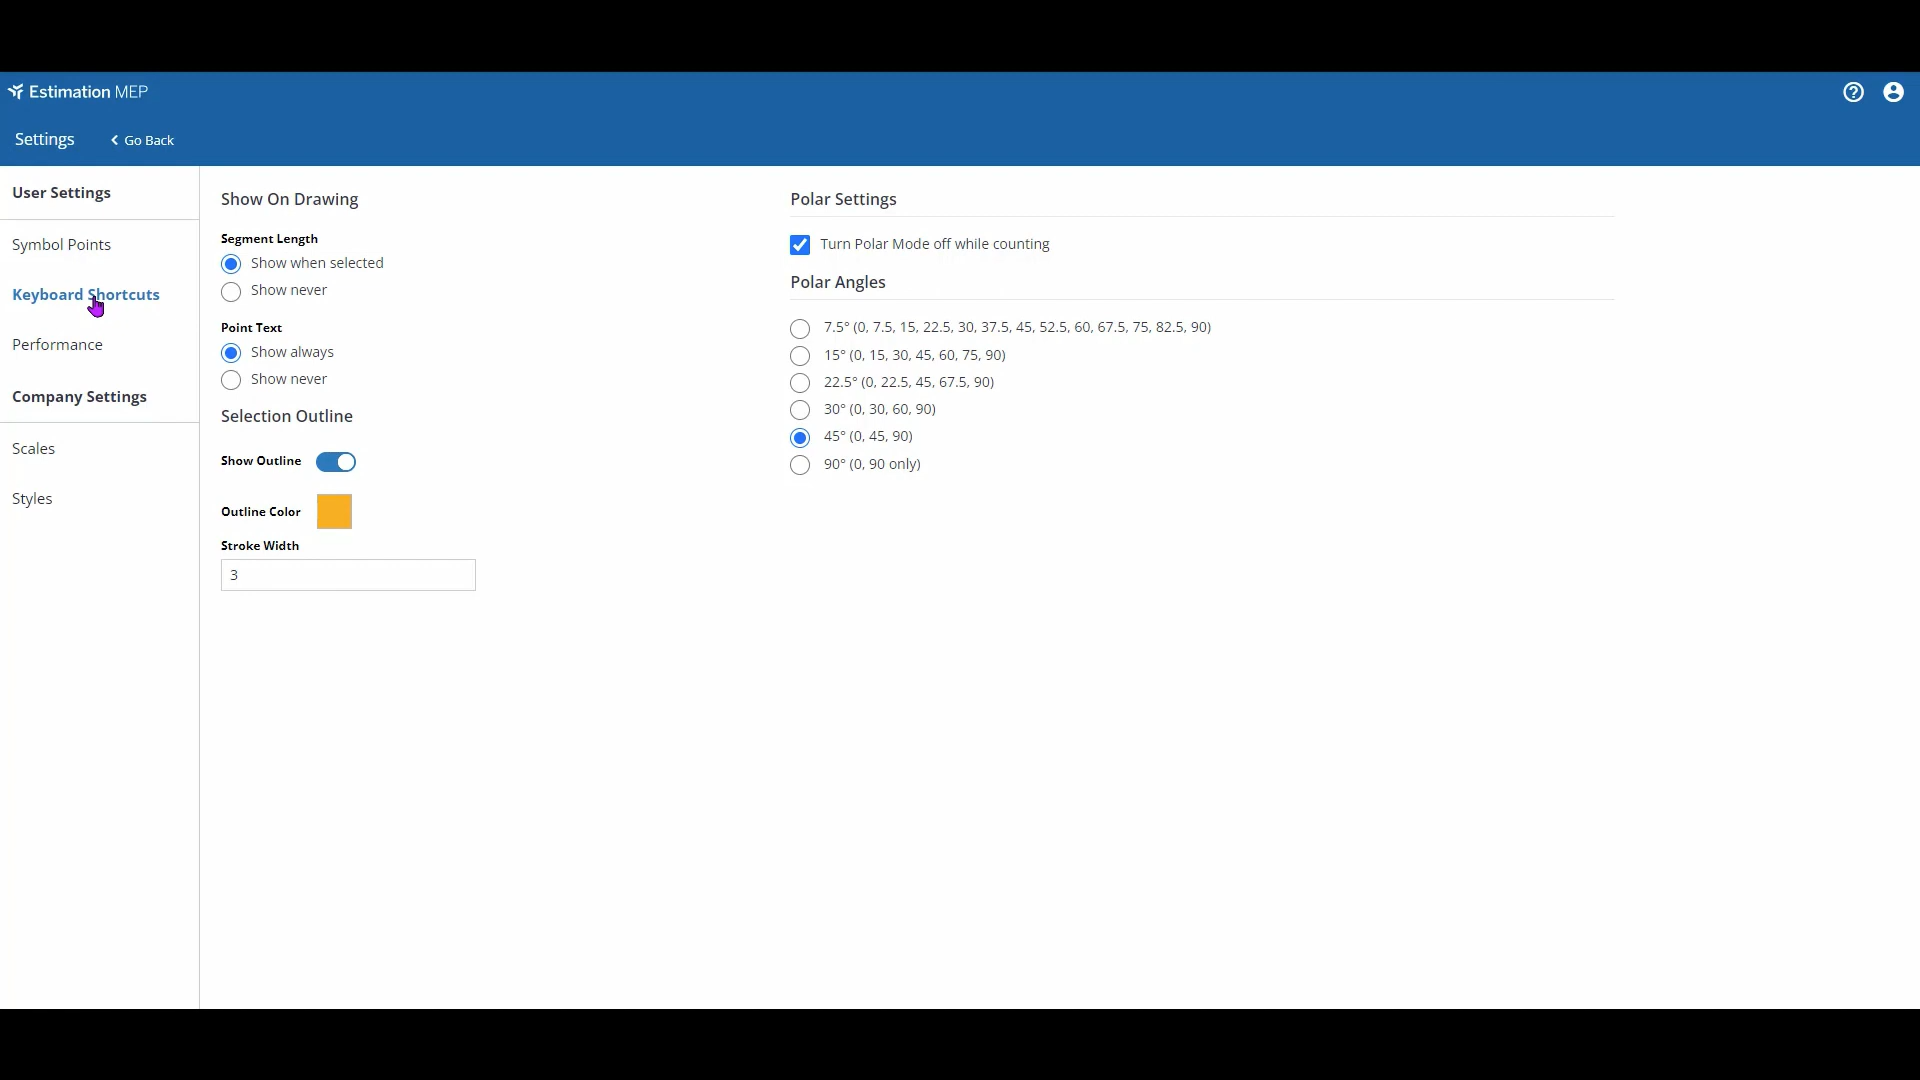 Estimation MEP
Settings
Go Back
User Settings
Symbol Points
Keyboard Shortcuts
Performance
Company Settings
Scales
Styles
Show On Drawing
Segment Length
Show when selected
Show never
Point Text
Show always
Show never
Selection Outline
Show Outline
Outline Color
Stroke Width
3
Polar Settings
Turn Polar Mode off while counting
Polar Angles
7.5° (0, 7.5, 15, 22.5, 30, 37.5, 45, 52.5, 60, 67.5, 75, 82.5, 90)
15° (0, 15, 30, 45, 60, 75, 90)
22.5° (0, 22.5, 45, 67.5, 90)
30° (0, 30, 60, 90)
45° (0, 45, 90)
90° (0, 90 only)